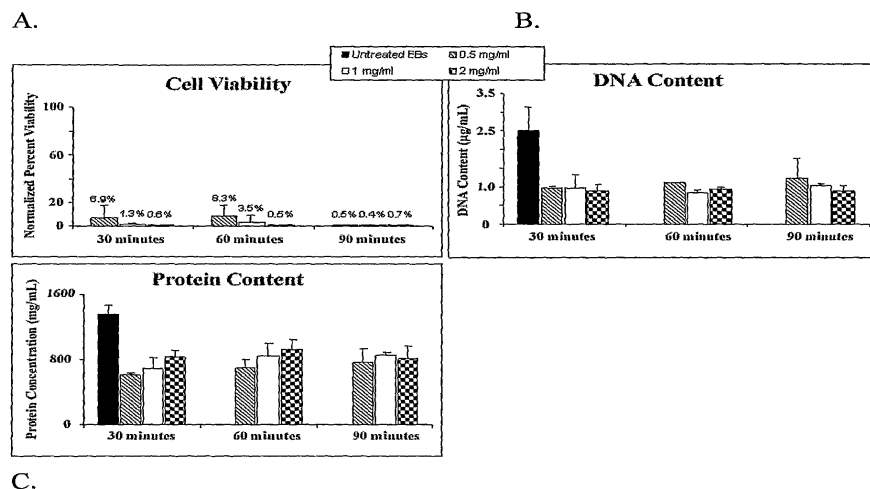 A.
B.
Untreated EBs
0.5 mg/ml
1 mg/ml
2 mg/ml
Cell Viability
Normalized Percent Viability
100
60
20
0
6.9%
1.3%
0.6%
8.3%
3.5%
0.5%
0.5%
0.4%
0.7%
30 minutes
60 minutes
90 minutes
DNA Content
DNA Content (μg/mL)
3.5
2.5
1.0
0
30 minutes
60 minutes
90 minutes
Protein Content
Protein Concentration (mg/mL)
1600
800
0
30 minutes
60 minutes
90 minutes
C.